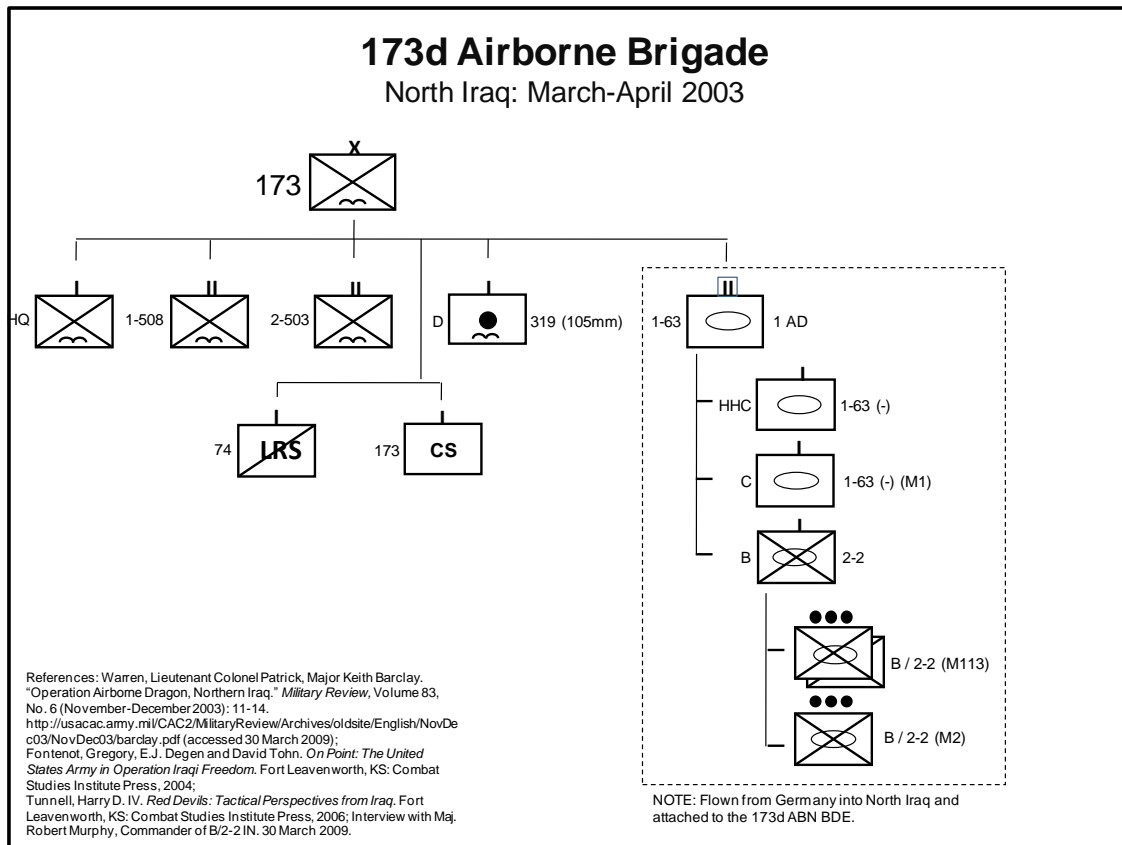 173d Airborne Brigade
North Iraq: March-April 2003
X
173
I
II
II
I
II
HQ
1-508
2-503
D
319 (105mm)
1-63
1 AD
I
HHC
1-63 (-)
I
I
I
74
LRS
173
CS
C
1-63 (-) (M1)
I
B
2-2
B / 2-2 (M113)
B / 2-2 (M2)
References: Warren, Lieutenant Colonel Patrick, Major Keith Barclay.
“Operation Airborne Dragon, Northern Iraq.” Military Review, Volume 83,
No. 6 (November-December 2003): 11-14.
http://usacac.army.mil/CAC2/MilitaryReview/Archives/oldsite/English/NovDe
c03/NovDec03/barclay.pdf (accessed 30 March 2009);
Fontenot, Gregory, E.J. Degen and David Tohn. On Point: The United
States Army in Operation Iraqi Freedom. Fort Leavenworth, KS: Combat
Studies Institute Press, 2004;
Tunnell, Harry D. IV. Red Devils: Tactical Perspectives from Iraq. Fort
Leavenworth, KS: Combat Studies Institute Press, 2006; Interview with Maj.
Robert Murphy, Commander of B/2-2 IN. 30 March 2009.
NOTE: Flown from Germany into North Iraq and
attached to the 173d ABN BDE.